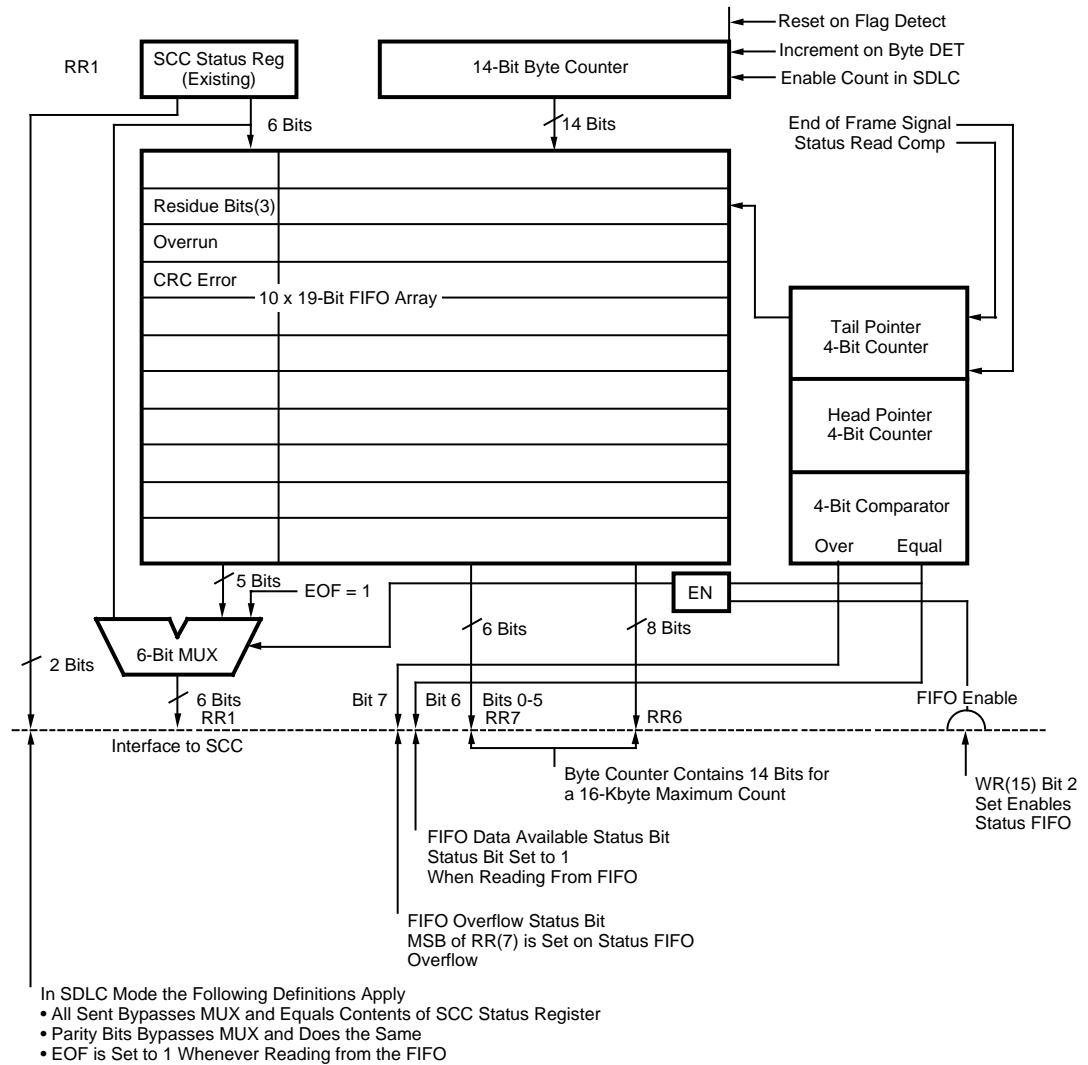 Reset on Flag Detect
RR1
SCC Status Reg
(Existing)
14-Bit Byte Counter
Increment on Byte DET
Enable Count in SDLC
6 Bits
14 Bits
End of Frame Signal
Status Read Comp
Residue Bits(3)
Overrun
CRC Error
10 x 19-Bit FIFO Array
Tail Pointer
4-Bit Counter
Head Pointer
4-Bit Counter
4-Bit Comparator
Over Equal
5 Bits
EOF = 1
EN
6-Bit MUX
6 Bits
8 Bits
2 Bits
6 Bits
RR1
Bit 7
Bit 6
Bits 0-5
RR7
RR6
FIFO Enable
Interface to SCC
Byte Counter Contains 14 Bits for
a 16-Kbyte Maximum Count
WR(15) Bit 2
Set Enables
Status FIFO
FIFO Data Available Status Bit
Status Bit Set to 1
When Reading From FIFO
FIFO Overflow Status Bit
MSB of RR(7) is Set on Status FIFO
Overflow
In SDLC Mode the Following Definitions Apply
• All Sent Bypasses MUX and Equals Contents of SCC Status Register
• Parity Bits Bypasses MUX and Does the Same
• EOF is Set to 1 Whenever Reading from the FIFO